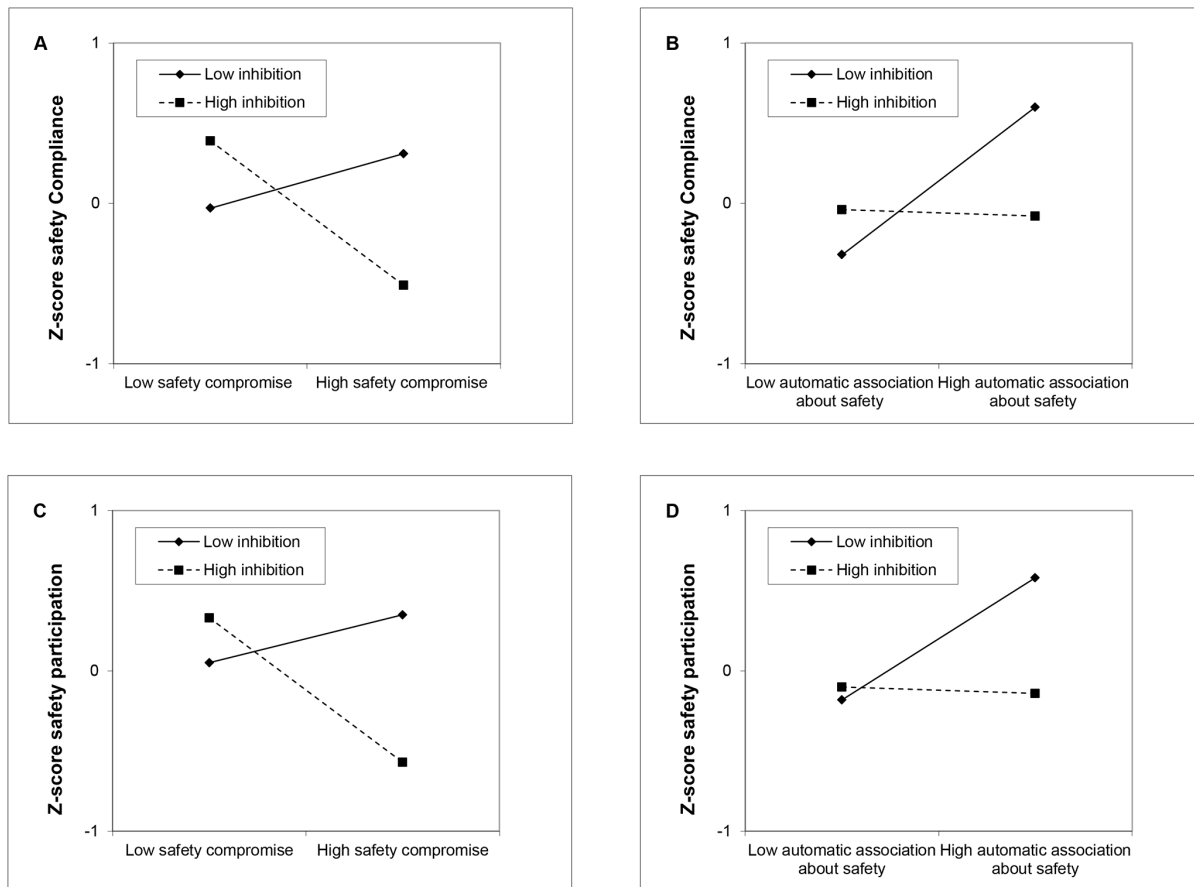 A
1
Low inhibition
High inhibition
Z-score safety Compliance
0
-1
Low safety compromise
High safety compromise
B
1
Low inhibition
High inhibition
Z-score safety Compliance
0
-1
Low automatic association
about safety
High automatic association
about safety
C
1
Low inhibition
High inhibition
Z-score safety participation
0
-1
Low safety compromise
High safety compromise
D
1
Low inhibition
High inhibition
Z-score safety participation
0
-1
Low automatic association
about safety
High automatic association
about safety